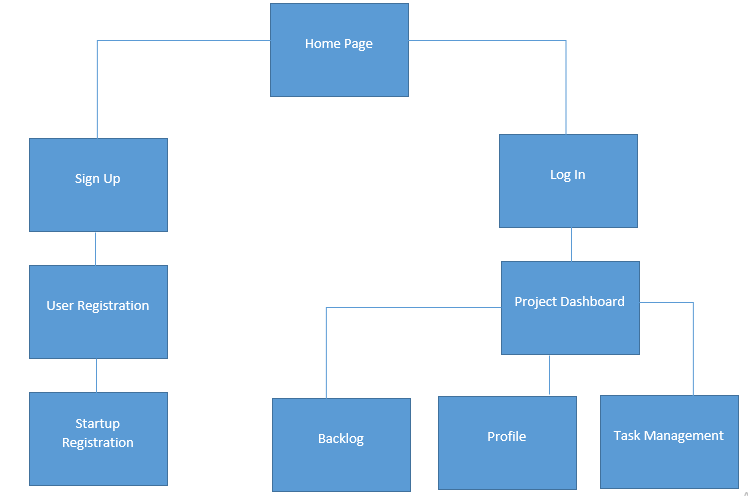 Home Page
Sign Up
Log In
User Registration
Project Dashboard
Startup
Registration
Backlog
Profile
Task Management